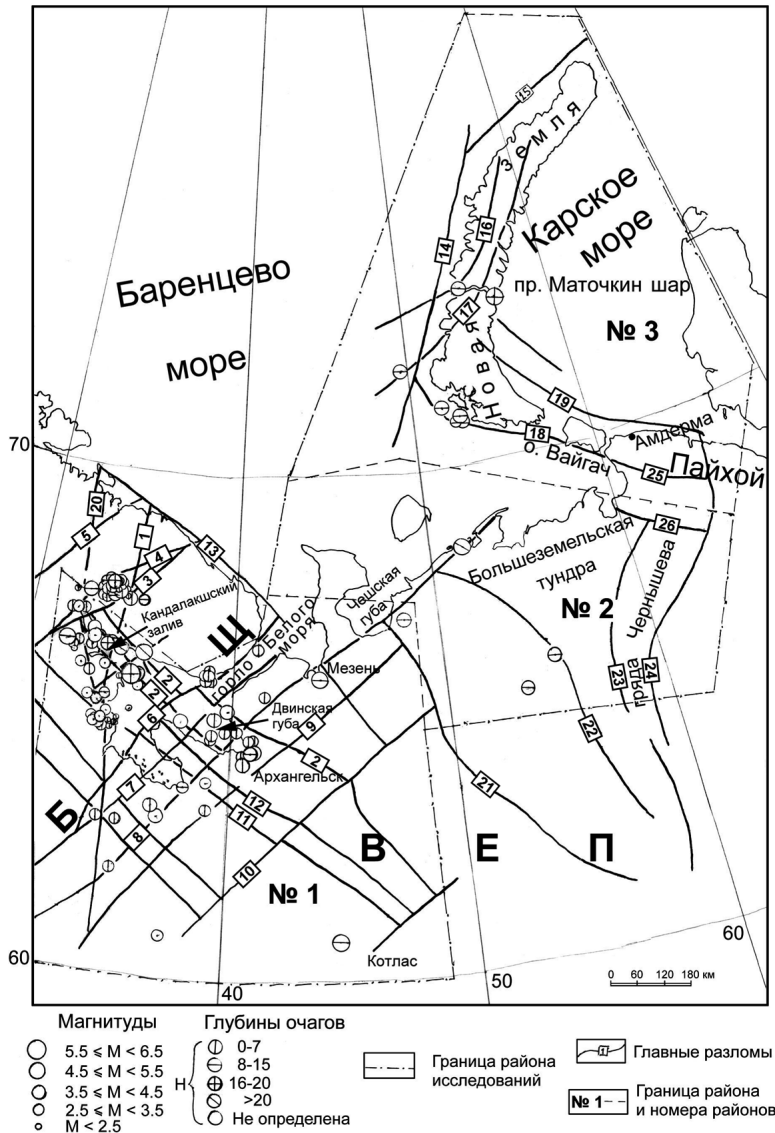 15
Земля
Карское
море
16
14
Баренцево
море
пр. Маточкин шар
17
№ 3
Новая
19
70
18
Амдерма
о. Вайгач
25
Пайхой
20
1
5
4
13
3
26
Большеземельская
тундра
Чешская
губа
Кандалакшский
залив
№ 2
гряда
Чернышева
Щ
горло
Белого
моря
Мезень
2
2
23
24
6
Двинская
губа
9
22
Архангельск
2
21
7
12
11
Б
8
В
Е
П
10
№ 1
60
60
Котлас
40
50
0 60 120 180 км
Магнитуды
5.5 ⩽ М < 6.5
4.5 ⩽ М < 5.5
3.5 ⩽ М < 4.5
2.5 ⩽ М < 3.5
М < 2.5
Глубины очагов
Н
0-7
8-15
16-20
>20
Не определена
Граница района
исследований
1
Главные разломы
№ 1
Граница района
и номера районов